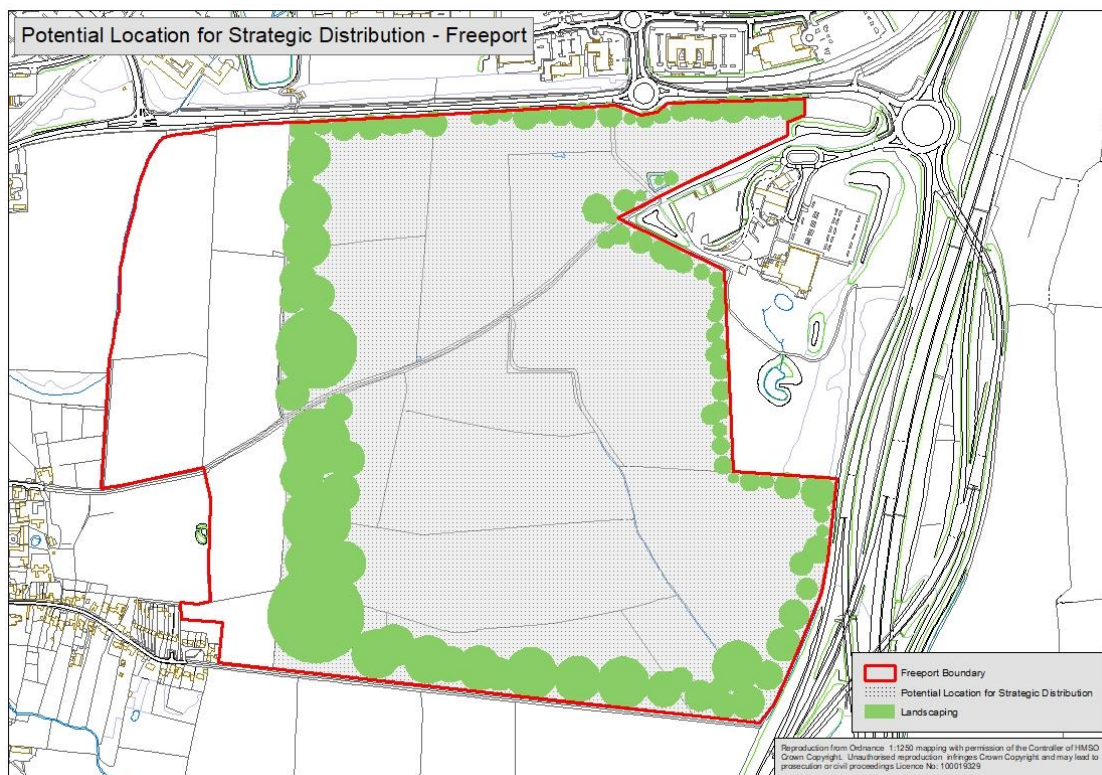 Potential Location for Strategic Distribution - Freeport
Freeport Boundary
Potential Location for Strategic Distribution
Landscaping
Reproduction from Ordnance 1:1250 mapping with permission of the Controller of HMSO
Crown Copyright. Unauthorised reproduction infringes Crown Copyright and may lead to
prosecution or civil proceedings Licence No: 100019329